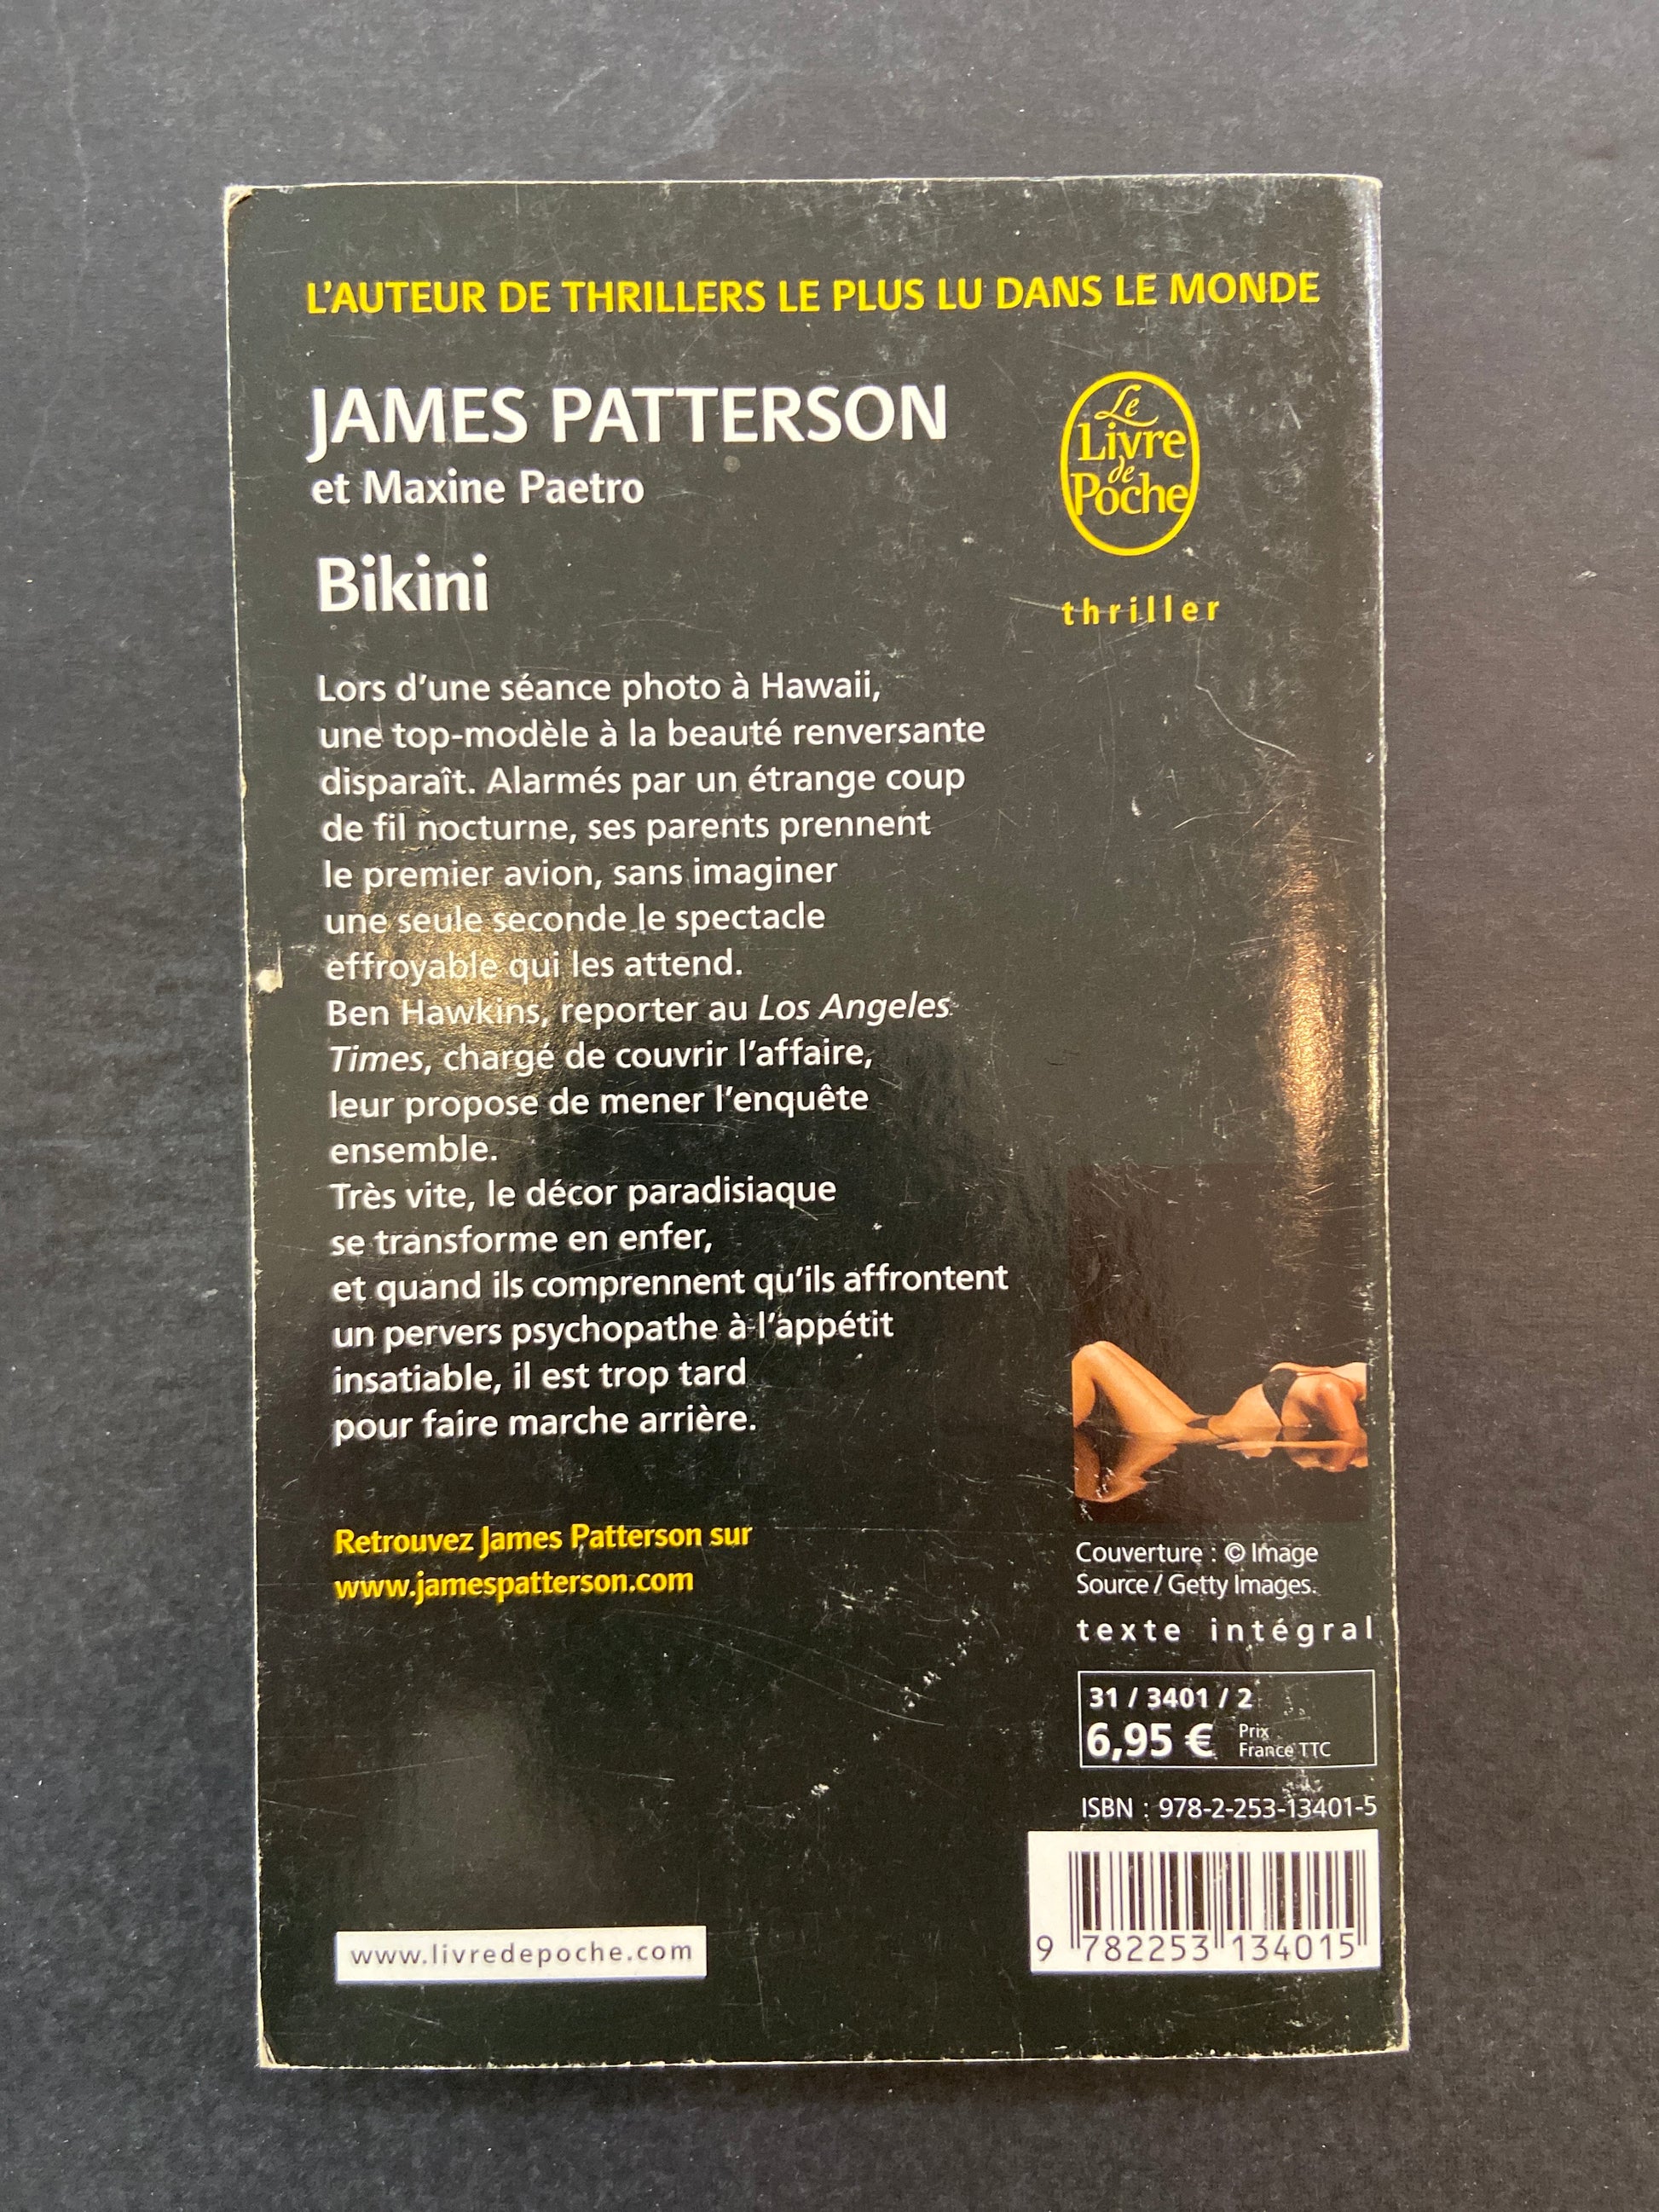 L'AUTEUR DE THRILLERS LE PLUS LU DANS LE MONDE
JAMES PATTERSON
et Maxine Paetro
Bikini
Le
Livre
de
Poche
thriller
Lors d'une séance photo à Hawaii,
une top-modèle à la beauté renversante
disparaît. Alarmés par un étrange coup
de fil nocturne, ses parents prennent
le premier avion, sans imaginer
une seule seconde le spectacle
effroyable qui les attend.
Ben Hawkins, reporter au Los Angeles
Times, chargé de couvrir l'affaire,
leur propose de mener l'enquête
ensemble.
Très vite, le décor paradisiaque
se transforme en enfer,
et quand ils comprennent qu'ils affrontent
un pervers psychopathe à l'appétit
insatiable, il est trop tard
pour faire marche arrière.
Retrouvez James Patterson sur
www.jamespatterson.com
Couverture : © Image
Source / Getty Images.
texte intégral
31 / 3401 / 2
6,95 € Prix
France TTC
ISBN : 978-2-253-13401-5
9 782253 134015
www.livredepoche.com